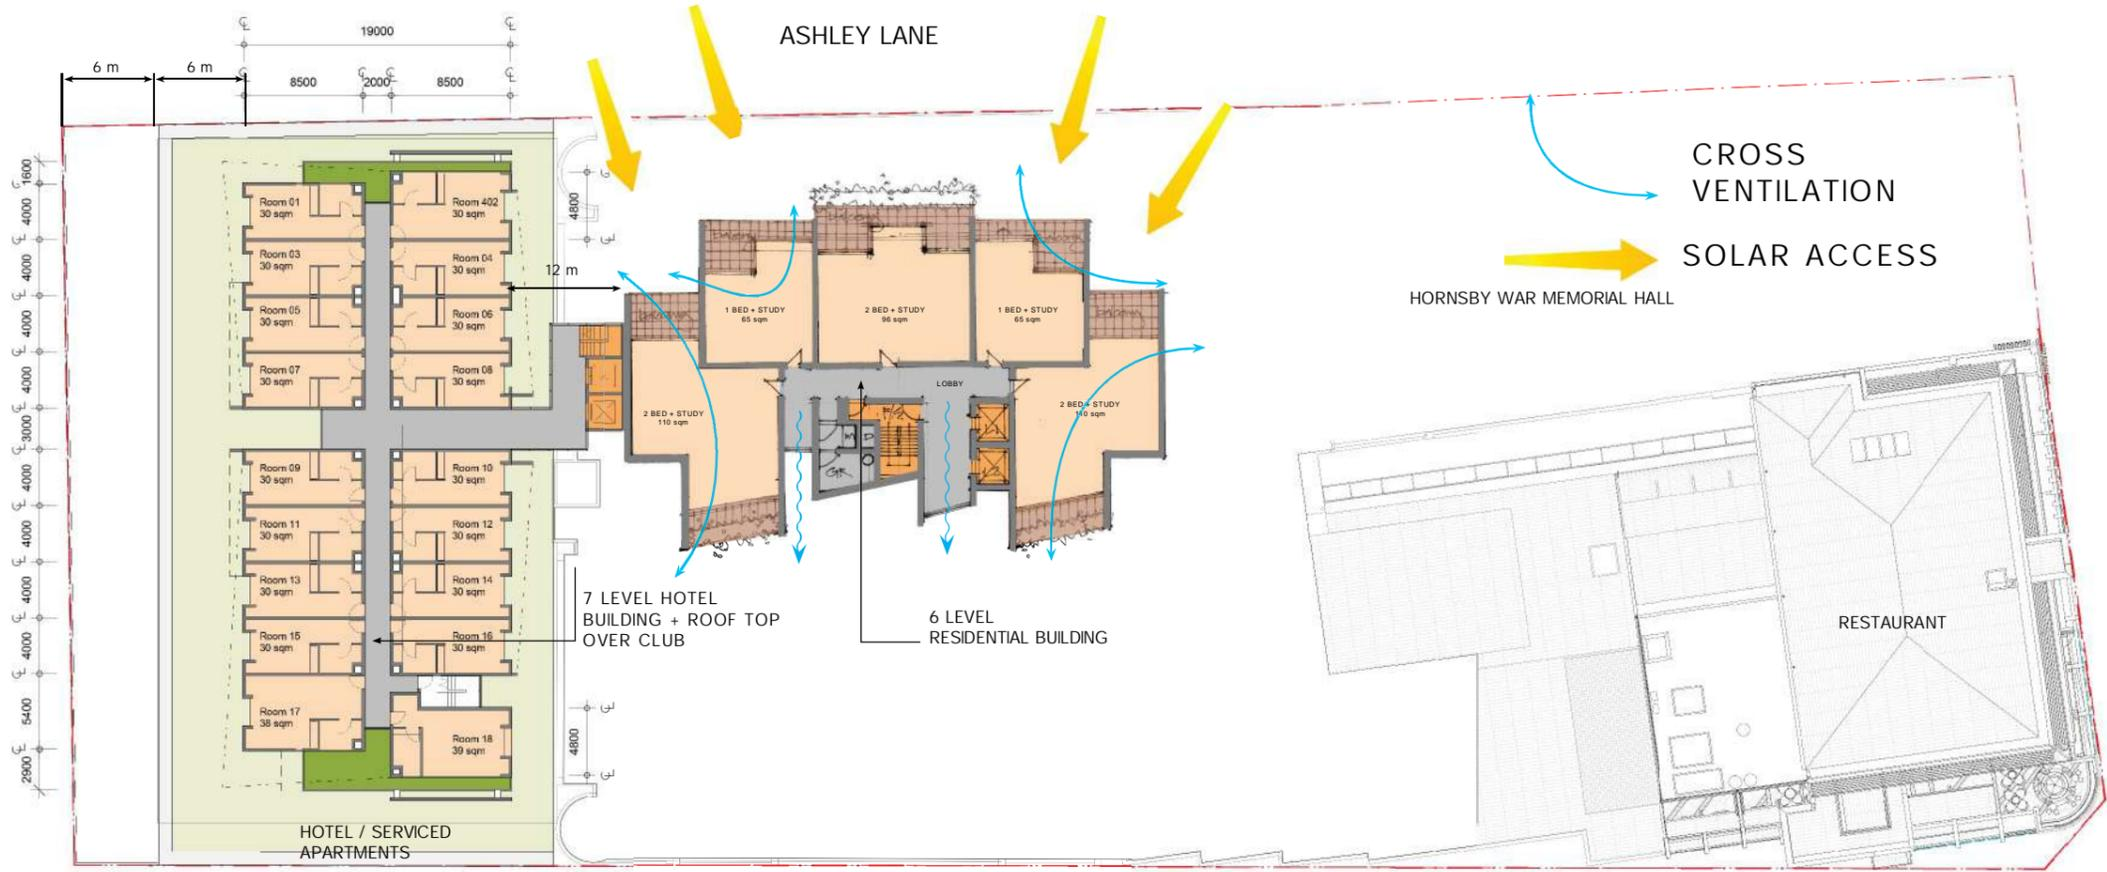 ASHLEY LANE
19000
6 m
6 m
8500
2000
8500
CROSS
VENTILATION
SOLAR ACCESS
HORNSBY WAR MEMORIAL HALL
1600
4000
4000
4000
4000
3000
4000
4000
4000
4000
5400
2900
4800
12 m
4800
Room 01
30 sqm
Room 402
30 sqm
Room 03
30 sqm
Room 04
30 sqm
Room 05
30 sqm
Room 06
30 sqm
Room 07
30 sqm
Room 08
30 sqm
Room 09
30 sqm
Room 10
30 sqm
Room 11
30 sqm
Room 12
30 sqm
Room 13
30 sqm
Room 14
30 sqm
Room 15
30 sqm
Room 16
30 sqm
Room 17
38 sqm
Room 18
39 sqm
balcony
balcony
balcony
1 BED + STUDY
65 sqm
2 BED + STUDY
96 sqm
1 BED + STUDY
65 sqm
LOBBY
2 BED + STUDY
110 sqm
2 BED + STUDY
110 sqm
7 LEVEL HOTEL
BUILDING + ROOF TOP
OVER CLUB
6 LEVEL
RESIDENTIAL BUILDING
RESTAURANT
HOTEL / SERVICED
APARTMENTS